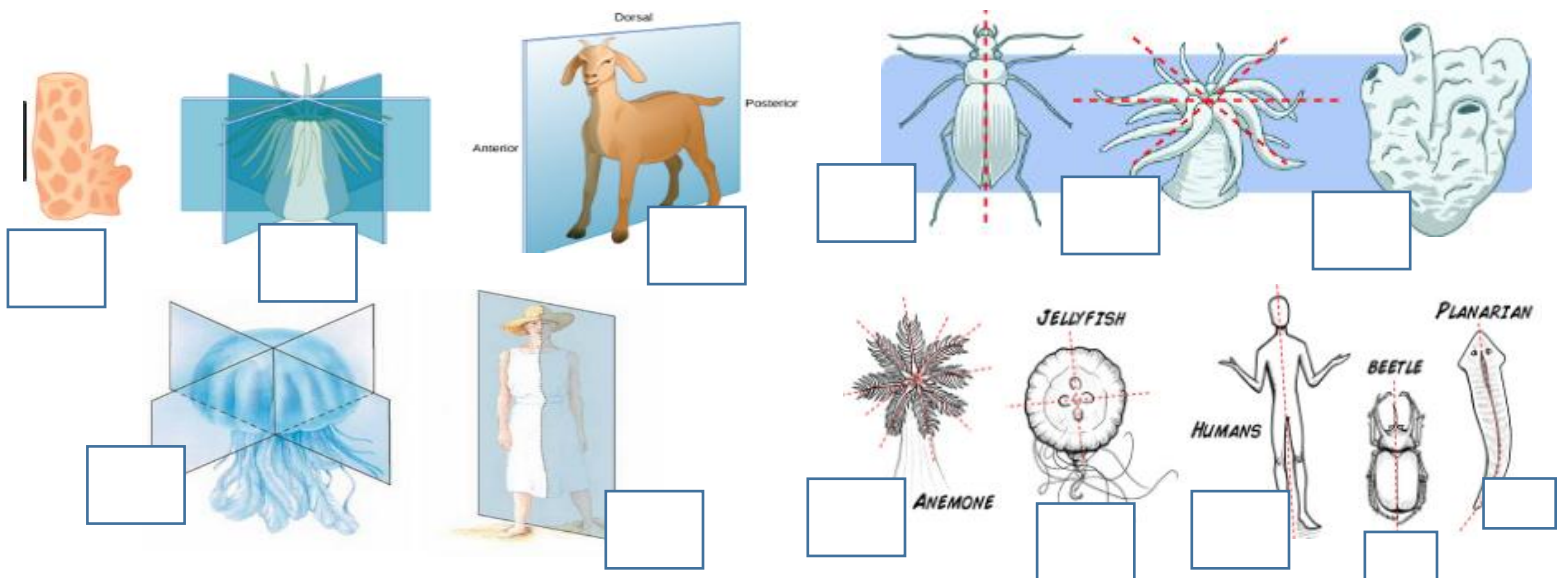 Dorsal
Posterior
Anterior
JELLYFISH
PLANARIAN
BEETLE
HUMANS
ANEMONE